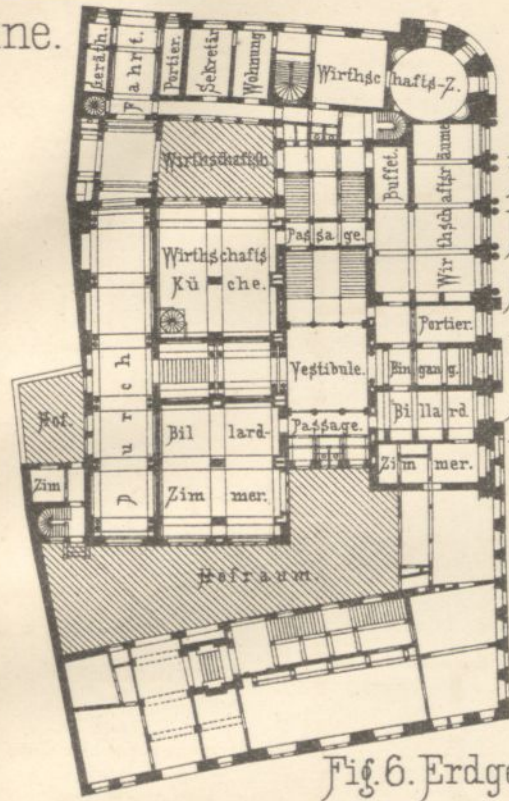 ne.
Geräth.
Fahrt.
Portier.
Sekretär
Wohnung
Wirthschafts-Z.
Wirthschaftsh.
Buffet.
Wirthschaftsräume
Passage.
Wirthschafts
Küche.
Portier.
Vestibule.
Eingang.
Durch
Hof.
Billard-
Zimmer.
Passage.
Billard
Zimmer.
Zim
Hofraum.
Fig. 6. Erdge